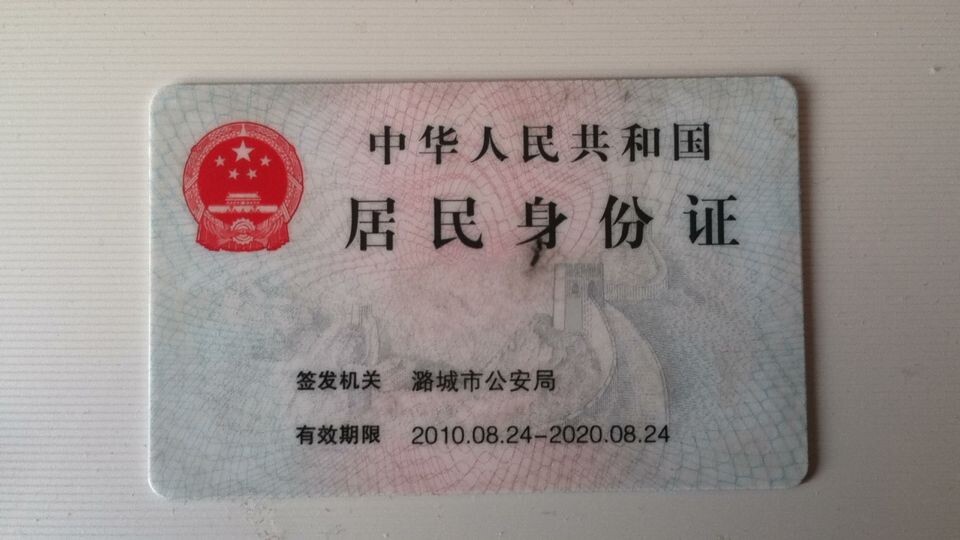 中华人民共和国
居民身份证
签发机关 潞城市公安局
有效期限 2010.08.24-2020.08.24